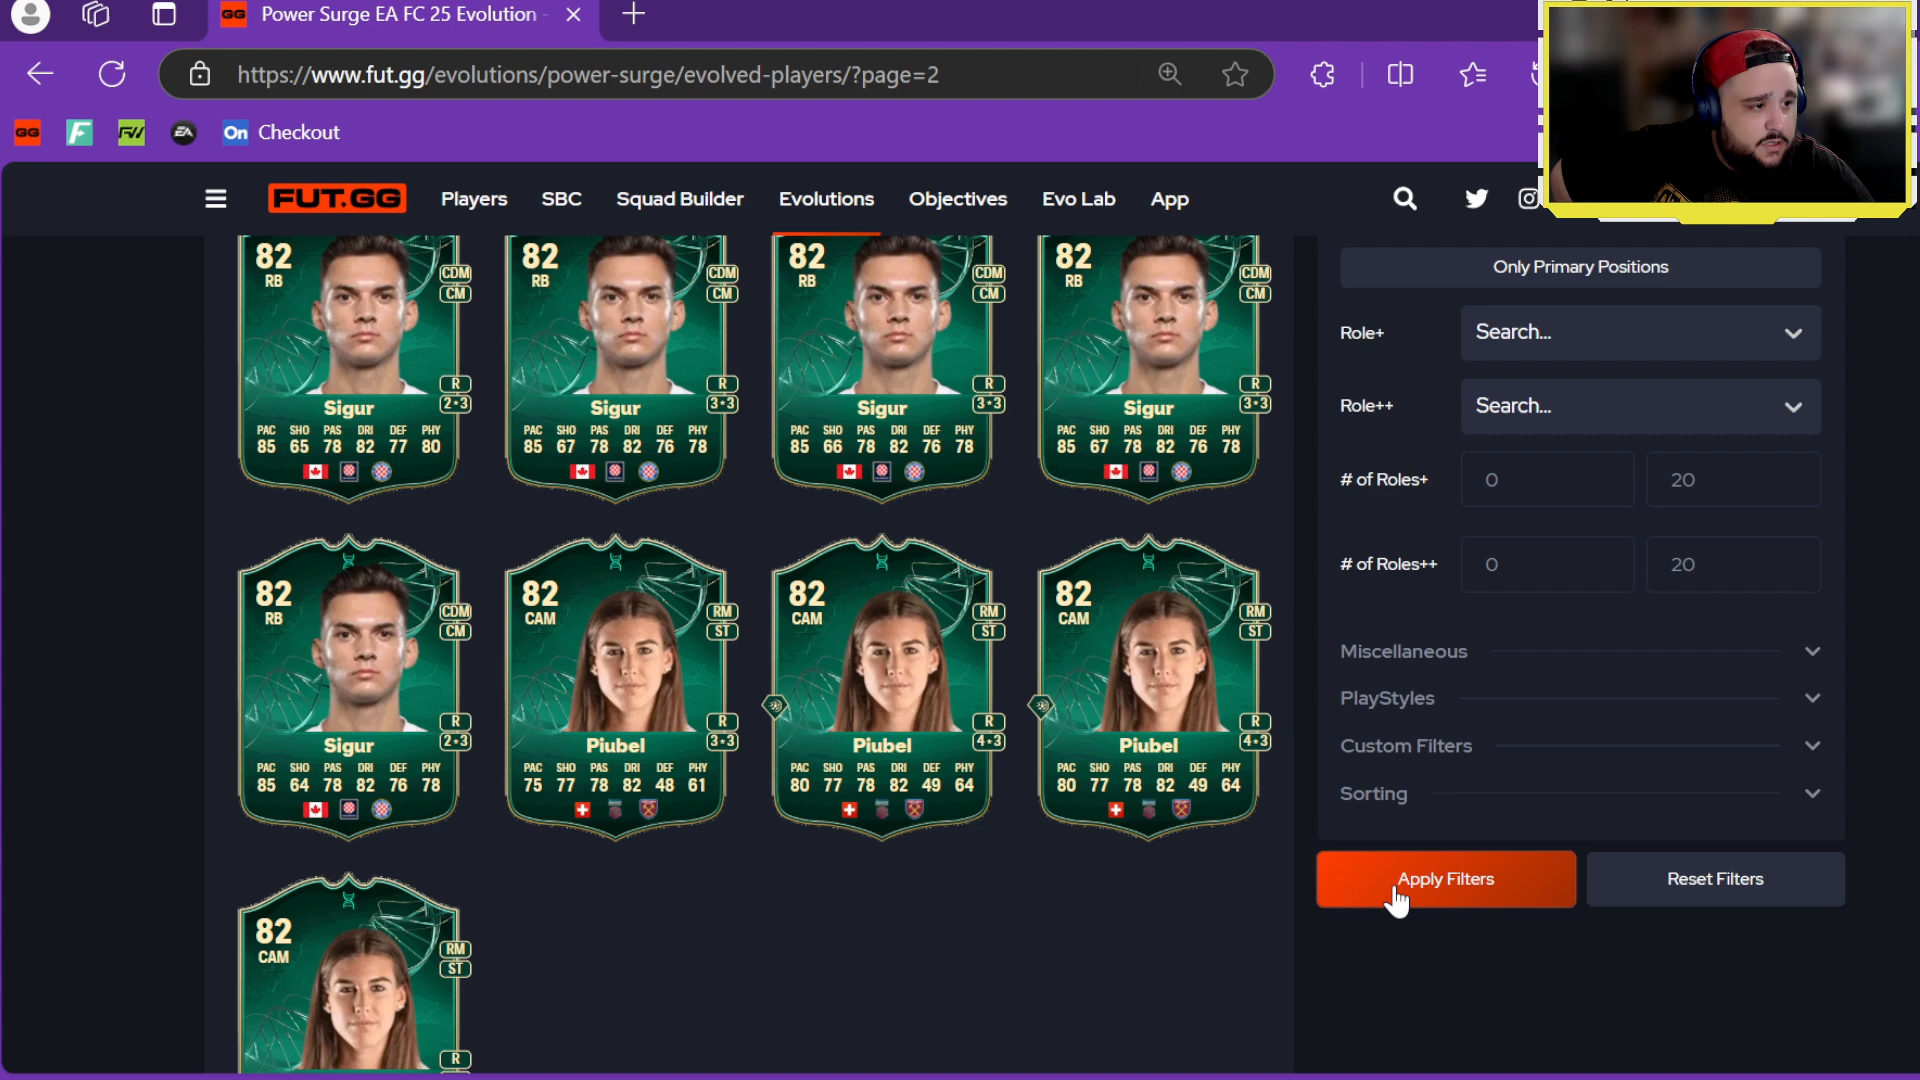 GG Power Surge EA FC 25 Evolution -
https://www.fut.gg/evolutions/power-surge/evolved-players/?page=2
GG FW EA On Checkout
FUT.GG Players SBC Squad Builder Evolutions Objectives Evo Lab App
82 RB CDM CM R 2★3
Sigur
PAC SHO PAS DRI DEF PHY
85 65 78 82 77 80
82 RB CDM CM R 3★3
Sigur
PAC SHO PAS DRI DEF PHY
85 67 78 82 76 78
82 RB CDM CM R 3★3
Sigur
PAC SHO PAS DRI DEF PHY
85 66 78 82 76 78
82 RB CDM CM R 3★3
Sigur
PAC SHO PAS DRI DEF PHY
85 67 78 82 76 78
82 RB CDM CM R 2★3
Sigur
PAC SHO PAS DRI DEF PHY
85 64 78 82 76 78
82 CAM RM ST R 3★3
Piubel
PAC SHO PAS DRI DEF PHY
75 77 78 82 48 61
82 CAM RM ST R 4★3
Piubel
PAC SHO PAS DRI DEF PHY
80 77 78 82 49 64
82 CAM RM ST R 4★3
Piubel
PAC SHO PAS DRI DEF PHY
80 77 78 82 49 64
82 CAM RM ST R
Only Primary Positions
Role+ Search...
Role++ Search...
# of Roles+ 0 20
# of Roles++ 0 20
Miscellaneous
PlayStyles
Custom Filters
Sorting
Apply Filters Reset Filters